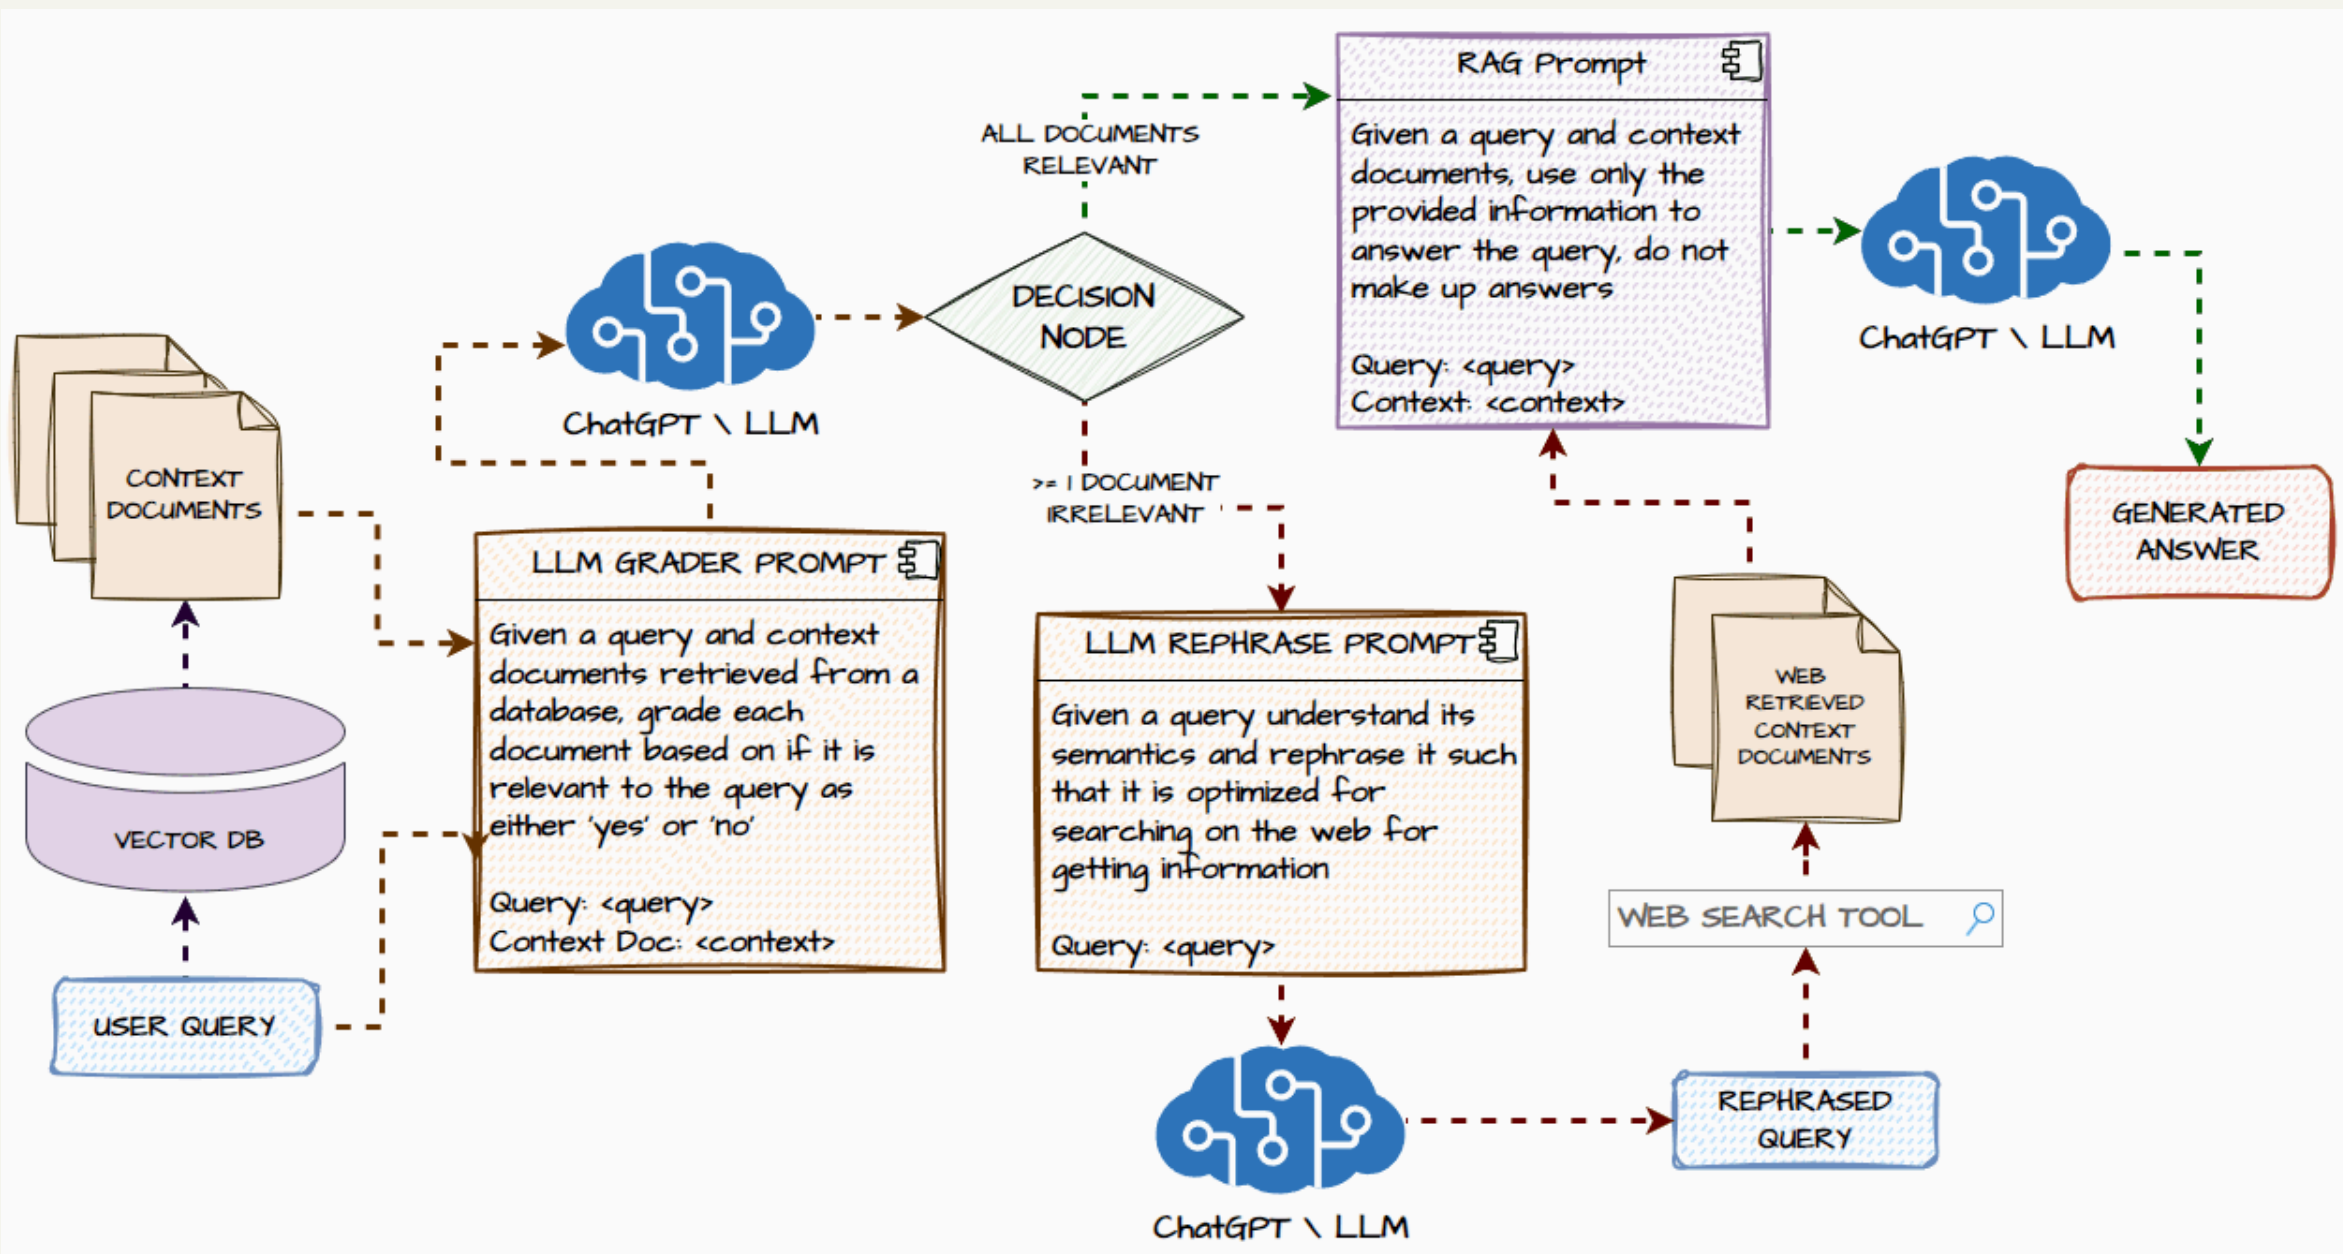 RAG Prompt
Given a query and context
documents, use only the
provided information to
answer the query, do not
make up answers
Query: <query>
Context: <context>
ALL DOCUMENTS
RELEVANT
DECISION
NODE
ChatGPT \ LLM
ChatGPT \ LLM
CONTEXT
DOCUMENTS
>= 1 DOCUMENT
IRRELEVANT
GENERATED
ANSWER
LLM GRADER PROMPT
Given a query and context
documents retrieved from a
database, grade each
document based on if it is
relevant to the query as
either 'yes' or 'no'
Query: <query>
Context Doc: <context>
LLM REPHRASE PROMPT
Given a query understand its
semantics and rephrase it such
that it is optimized for
searching on the web for
getting information
Query: <query>
WEB
RETRIEVED
CONTEXT
DOCUMENTS
VECTOR DB
WEB SEARCH TOOL
USER QUERY
REPHRASED
QUERY
ChatGPT \ LLM